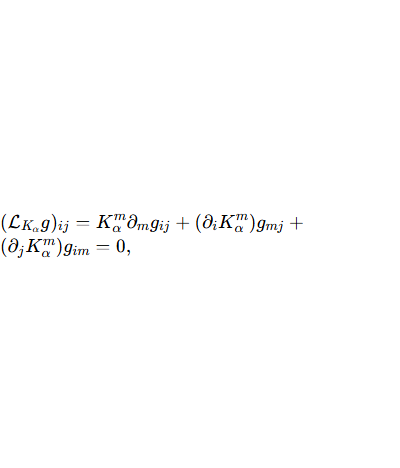 $(\mathcal{L}_{K_\alpha} g)_{ij} = K_\alpha^m \partial_m g_{ij} + (\partial_i K_\alpha^m) g_{mj} +$
$(\partial_j K_\alpha^m) g_{im} = 0,$